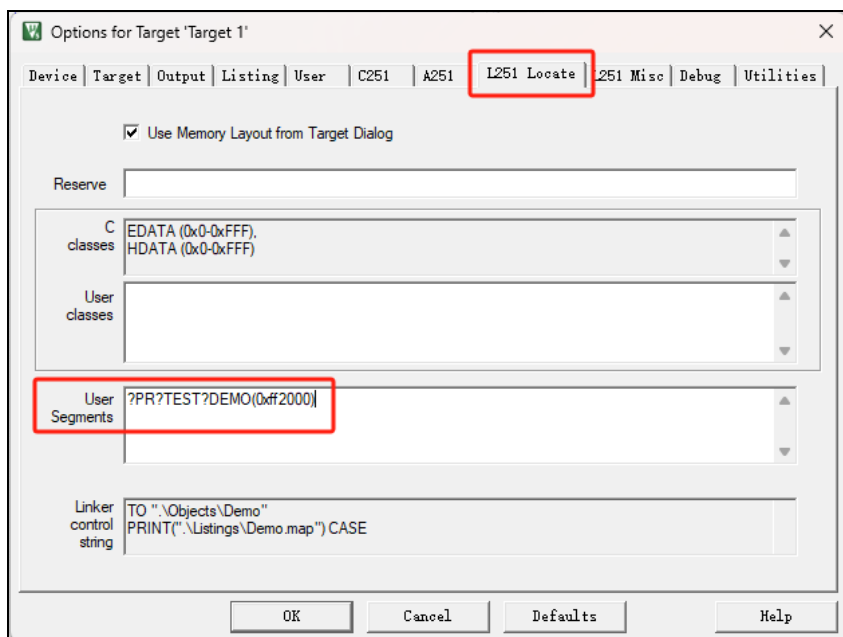 Options for Target 'Target 1'
Device Target Output Listing User C251 A251 L251 Locate L251 Misc Debug Utilities
Use Memory Layout from Target Dialog
Reserve
C classes
EDATA (0x0-0xFFF),
HDATA (0x0-0xFFF)
User classes
User Segments
?PR?TEST?DEMO(0xff2000)
Linker control string
TO ".\Objects\Demo"
PRINT(".\Listings\Demo.map") CASE
OK Cancel Defaults Help